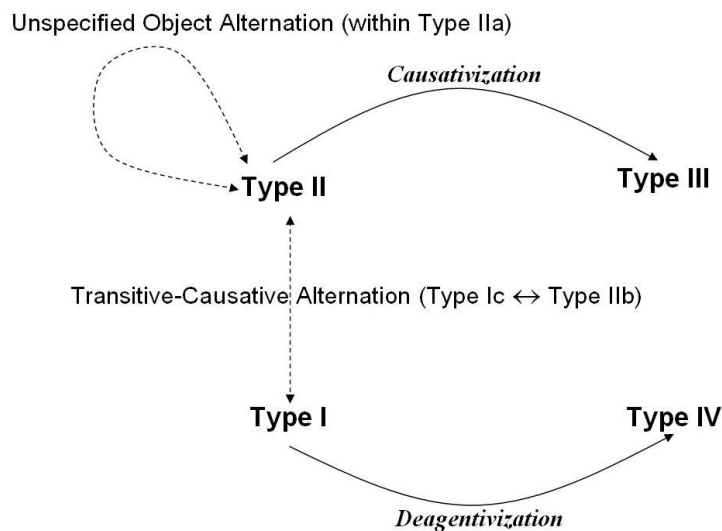 Unspecified Object Alternation (within Type IIa)
Causativization
Type II
Type III
Transitive-Causative Alternation (Type Ic ↔ Type IIb)
Type I
Type IV
Deagentivization